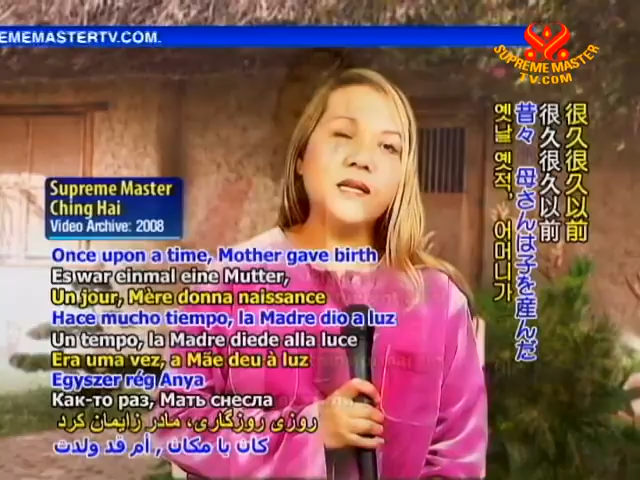 EMEMASTERTV.COM
SUPREME MASTER
TV.COM
Supreme Master
Ching Hai
Video Archive: 2008
Once upon a time, Mother gave birth
Es war einmal eine Mutter,
Un jour, Mère donna naissance
Hace mucho tiempo, la Madre dio a luz
Un tempo, la Madre diede alla luce
Era uma vez, a Mãe deu à luz
Egyszer rég Anya
Как-то раз, Мать снесла
روزی روزگاری، مادر زایمان کرد
كان يا مكان , أم قد ولدت
很久很久以前
很久很久以前
昔々 母さんは子を産んだ
옛날 옛적, 어머니가